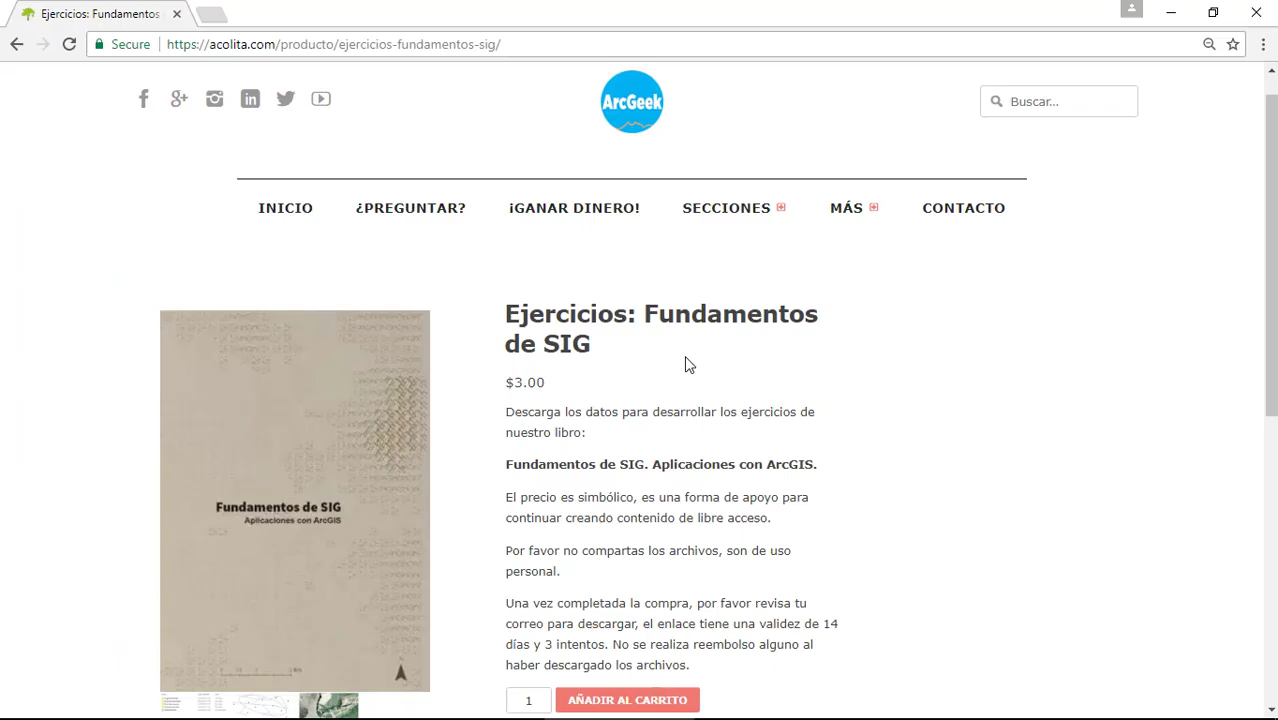 Ejercicios: Fundamentos
Secure
https://acolita.com/producto/ejercicios-fundamentos-sig/
ArcGeek
Buscar...
INICIO
¿PREGUNTAR?
¡GANAR DINERO!
SECCIONES
MÁS
CONTACTO
Fundamentos de SIG
Aplicaciones con ArcGIS
N
Ejercicios: Fundamentos
de SIG
$3.00
Descarga los datos para desarrollar los ejercicios de
nuestro libro:
Fundamentos de SIG. Aplicaciones con ArcGIS.
El precio es simbólico, es una forma de apoyo para
continuar creando contenido de libre acceso.
Por favor no compartas los archivos, son de uso
personal.
Una vez completada la compra, por favor revisa tu
correo para descargar, el enlace tiene una validez de 14
días y 3 intentos. No se realiza reembolso alguno al
haber descargado los archivos.
1
AÑADIR AL CARRITO